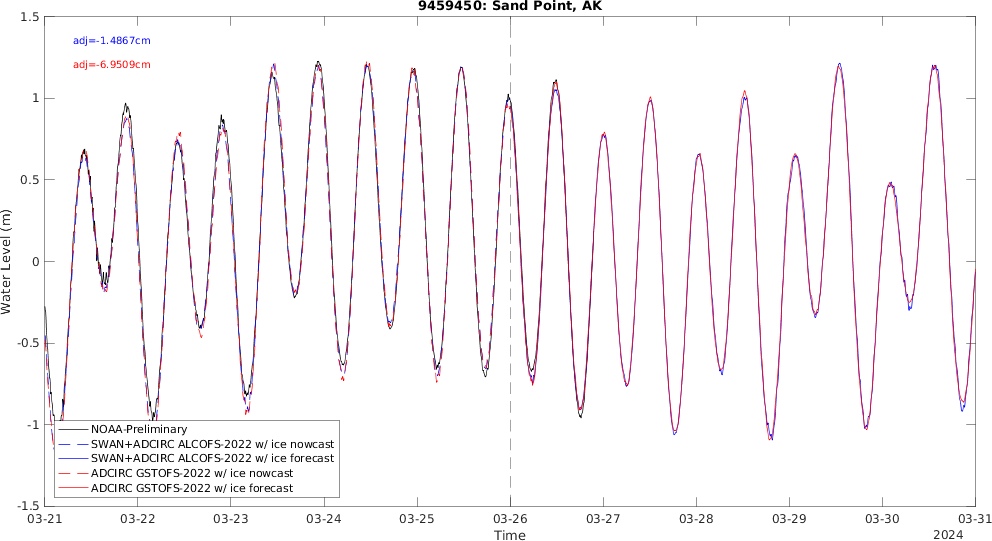 9459450: Sand Point, AK
adj=-1.4867cm
adj=-6.9509cm
1.5
1
0.5
0
-0.5
-1
-1.5
Water Level (m)
NOAA-Preliminary
SWAN+ADCIRC ALCOFS-2022 w/ ice nowcast
SWAN+ADCIRC ALCOFS-2022 w/ ice forecast
ADCIRC GSTOFS-2022 w/ ice nowcast
ADCIRC GSTOFS-2022 w/ ice forecast
03-21 03-22 03-23 03-24 03-25 03-26 03-27 03-28 03-29 03-30 03-31
Time
2024